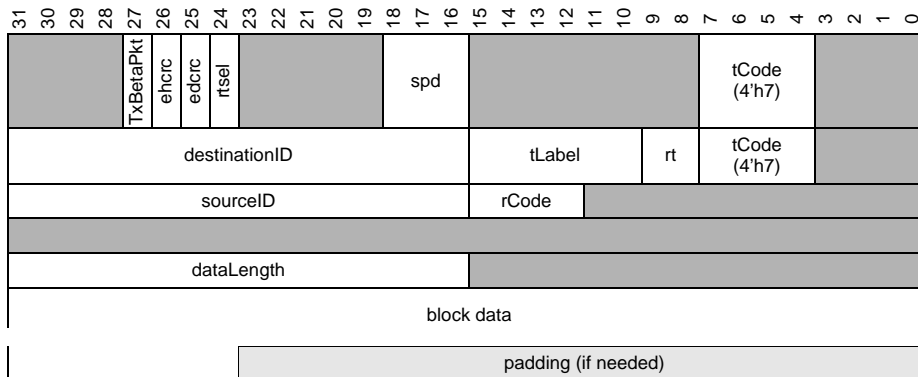 31 30 29 28 27 26 25 24 23 22 21 20 19 18 17 16 15 14 13 12 11 10 9 8 7 6 5 4 3 2 1 0
TxBetaPkt ehcrc edcrc rtsel spd tCode
(4'h7)
destinationID tLabel rt tCode
(4'h7)
sourceID rCode
dataLength
block data
padding (if needed)